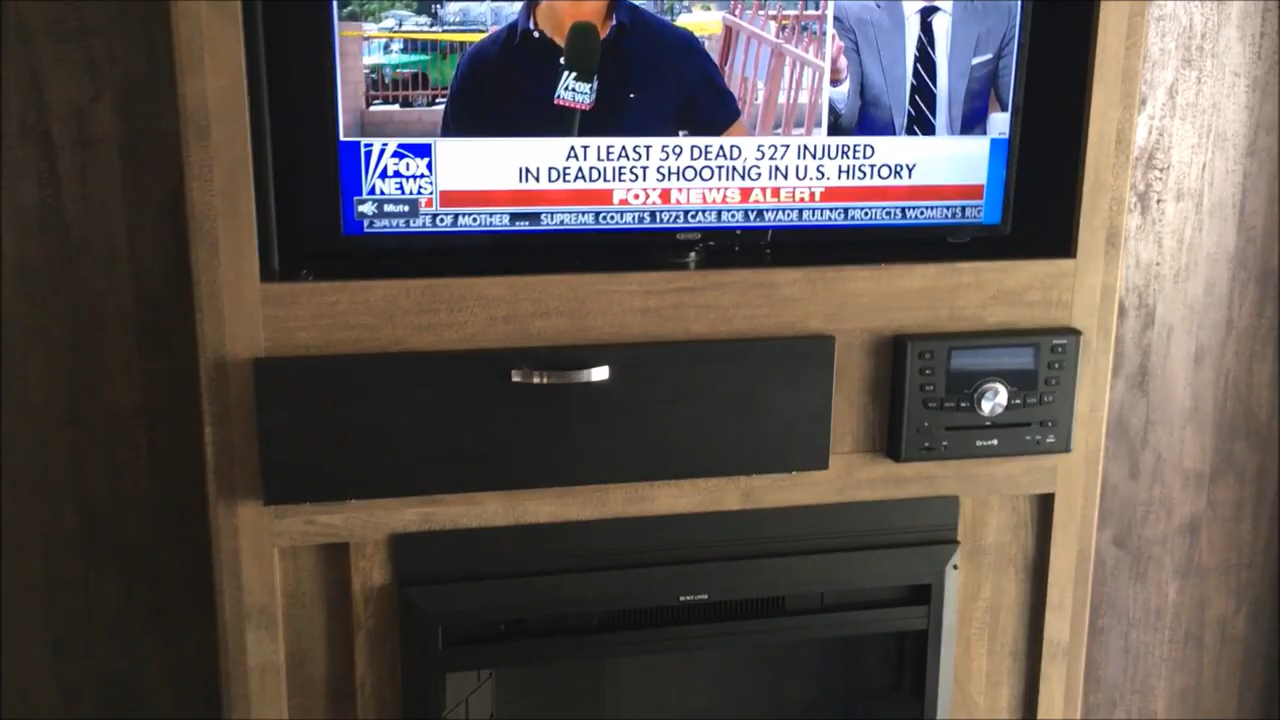 FOX
NEWS
AT LEAST 59 DEAD, 527 INJURED
IN DEADLIEST SHOOTING IN U.S. HISTORY
FOX
NEWS
FOX NEWS ALERT
Mute
SAVE LIFE OF MOTHER ... SUPREME COURT'S 1973 CASE ROE V. WADE RULING PROTECTS WOMEN'S RIG